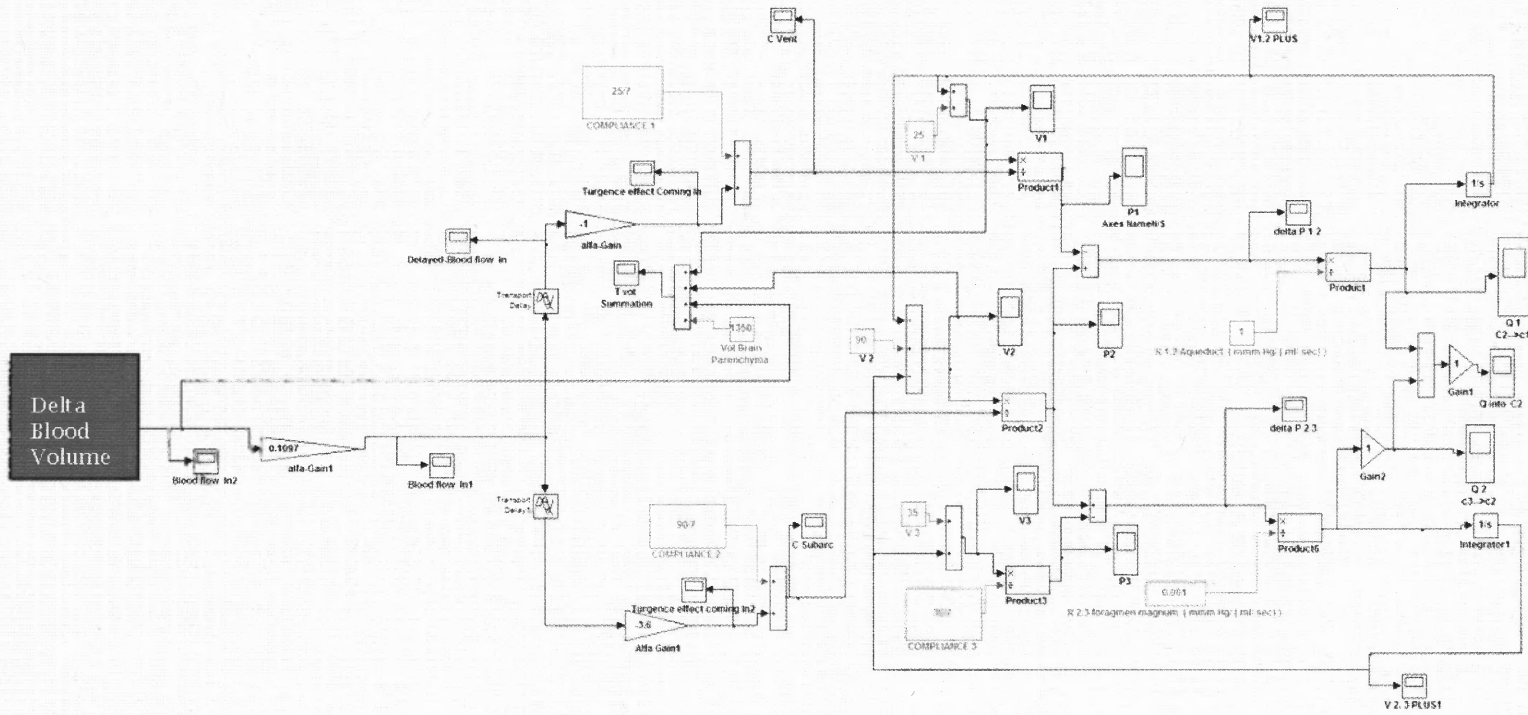 C Vent
V1.2 PLUS
25/7
COMPLIANCE 1
25
V 1
V1
Product1
P1
1/s
Integrator
Turgence effect Coming In
-1
alfa-Gain
Delayed-Blood flow In
Transport
Delay
T vol
Summation
1350
Vol Brain
Parenchyma
delta P 1 2
Product
Q 1
1
90
V 2
V2
P2
Gain1
1
Q into C2
Delta
Blood
Volume
Blood flow In2
0.1097
alfa-Gain1
Blood flow In1
Product2
delta P 2 3
1
Gain2
Q 2
c3-->c2
Transport
Delay1
90/7
COMPLIANCE 2
C Subarc
35
V 3
V3
P3
Product3
Product6
1/s
Integrator1
Turgence effect coming In2
-3.6
Alfa Gain1
COMPLIANCE 3
0.001
V 2. 3 PLUS1